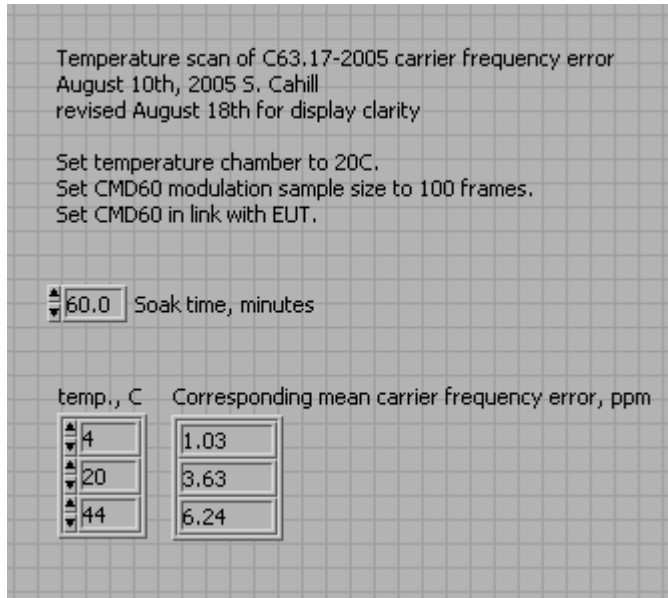 Temperature scan of C63.17-2005 carrier frequency error
August 10th, 2005 S. Cahill
revised August 18th for display clarity
Set temperature chamber to 20C.
Set CMD60 modulation sample size to 100 frames.
Set CMD60 in link with EUT.
60.0 Soak time, minutes
temp., C Corresponding mean carrier frequency error, ppm
4 1.03
20 3.63
44 6.24